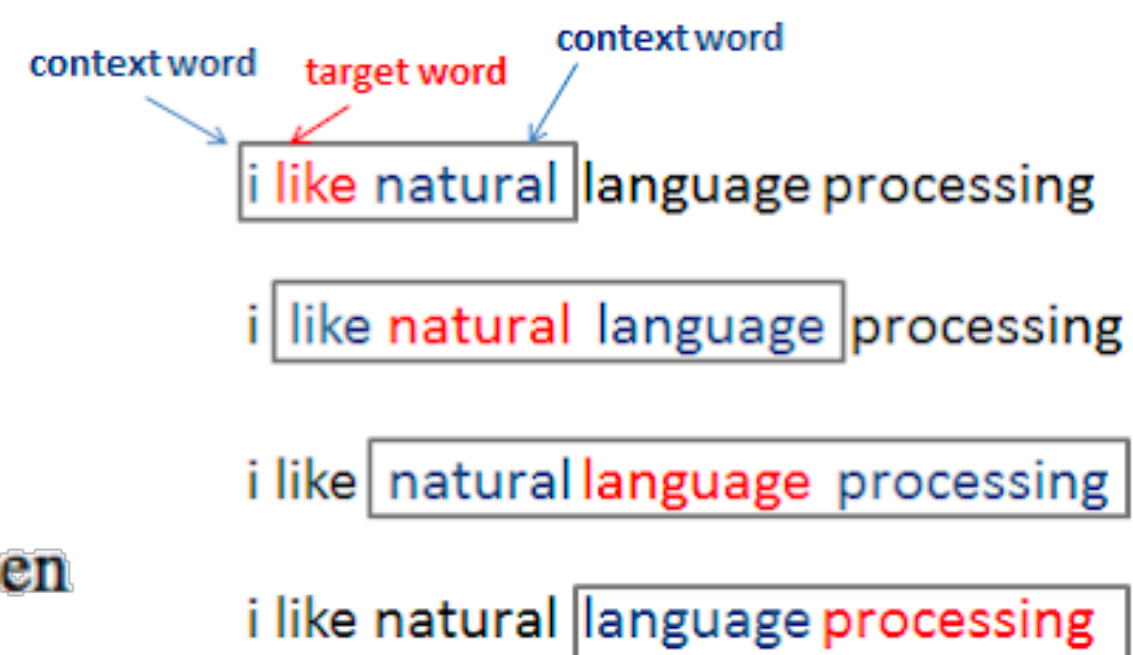 context word
target word
context word
i like natural language processing
i like natural language processing
i like natural language processing
en
i like natural language processing